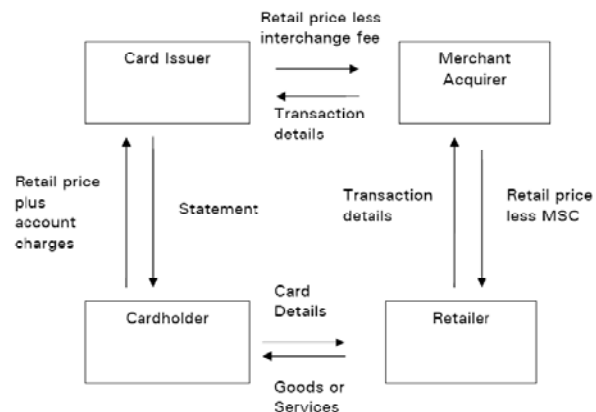 Retail price less
interchange fee
Card Issuer
Merchant
Acquirer
Transaction
details
Retail price
plus
account
charges
Statement
Transaction
details
Retail price
less MSC
Card
Details
Cardholder
Retailer
Goods or
Services